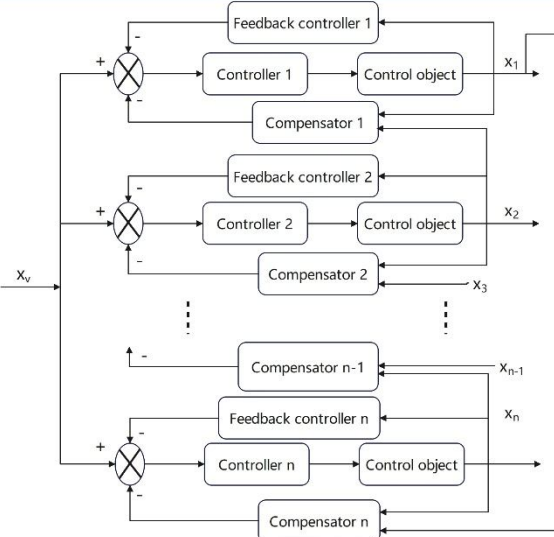 Feedback controller 1
-
+
Controller 1
Control object
x1
-
Compensator 1
Feedback controller 2
-
+
Controller 2
Control object
x2
-
Compensator 2
xv
x3
-
Compensator n-1
xn-1
Feedback controller n
xn
-
+
Controller n
Control object
-
Compensator n